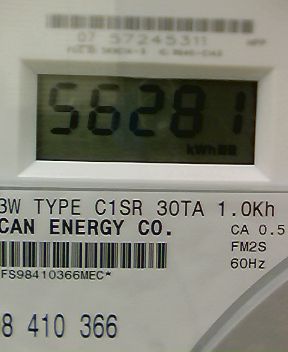 07 57245311
56281
kWh
3W TYPE C1SR 30TA 1.0Kh
CAN ENERGY CO.
CA 0.5
FM2S
60Hz
FS98410366MEC*
8 410 366